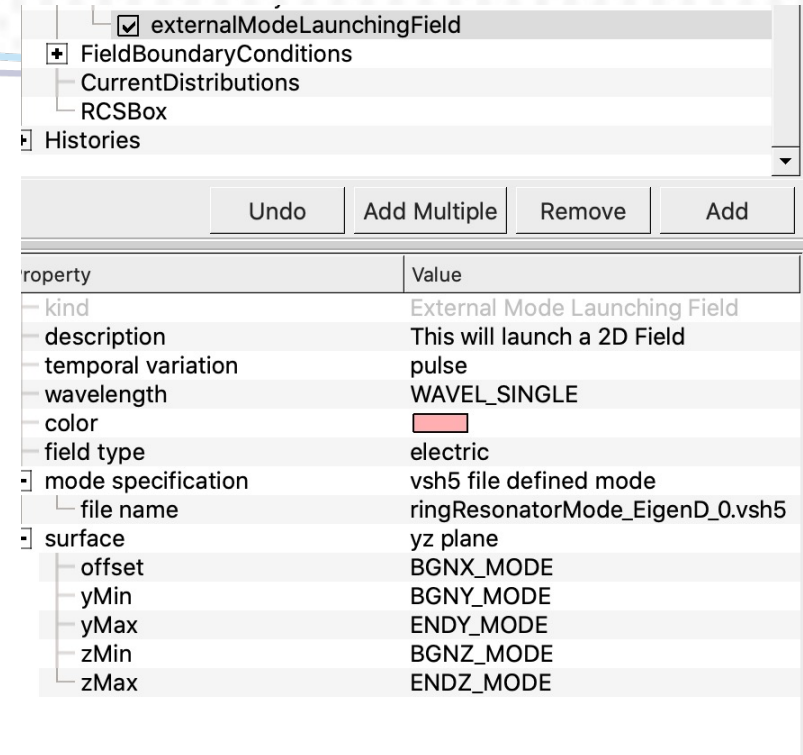 externalModeLaunchingField
FieldBoundaryConditions
CurrentDistributions
RCSBox
Histories
Undo Add Multiple Remove Add
roperty Value
kind External Mode Launching Field
description This will launch a 2D Field
temporal variation pulse
wavelength WAVEL_SINGLE
color
field type electric
mode specification vsh5 file defined mode
file name ringResonatorMode_EigenD_0.vsh5
surface yz plane
offset BGNX_MODE
yMin BGNY_MODE
yMax ENDY_MODE
zMin BGNZ_MODE
zMax ENDZ_MODE